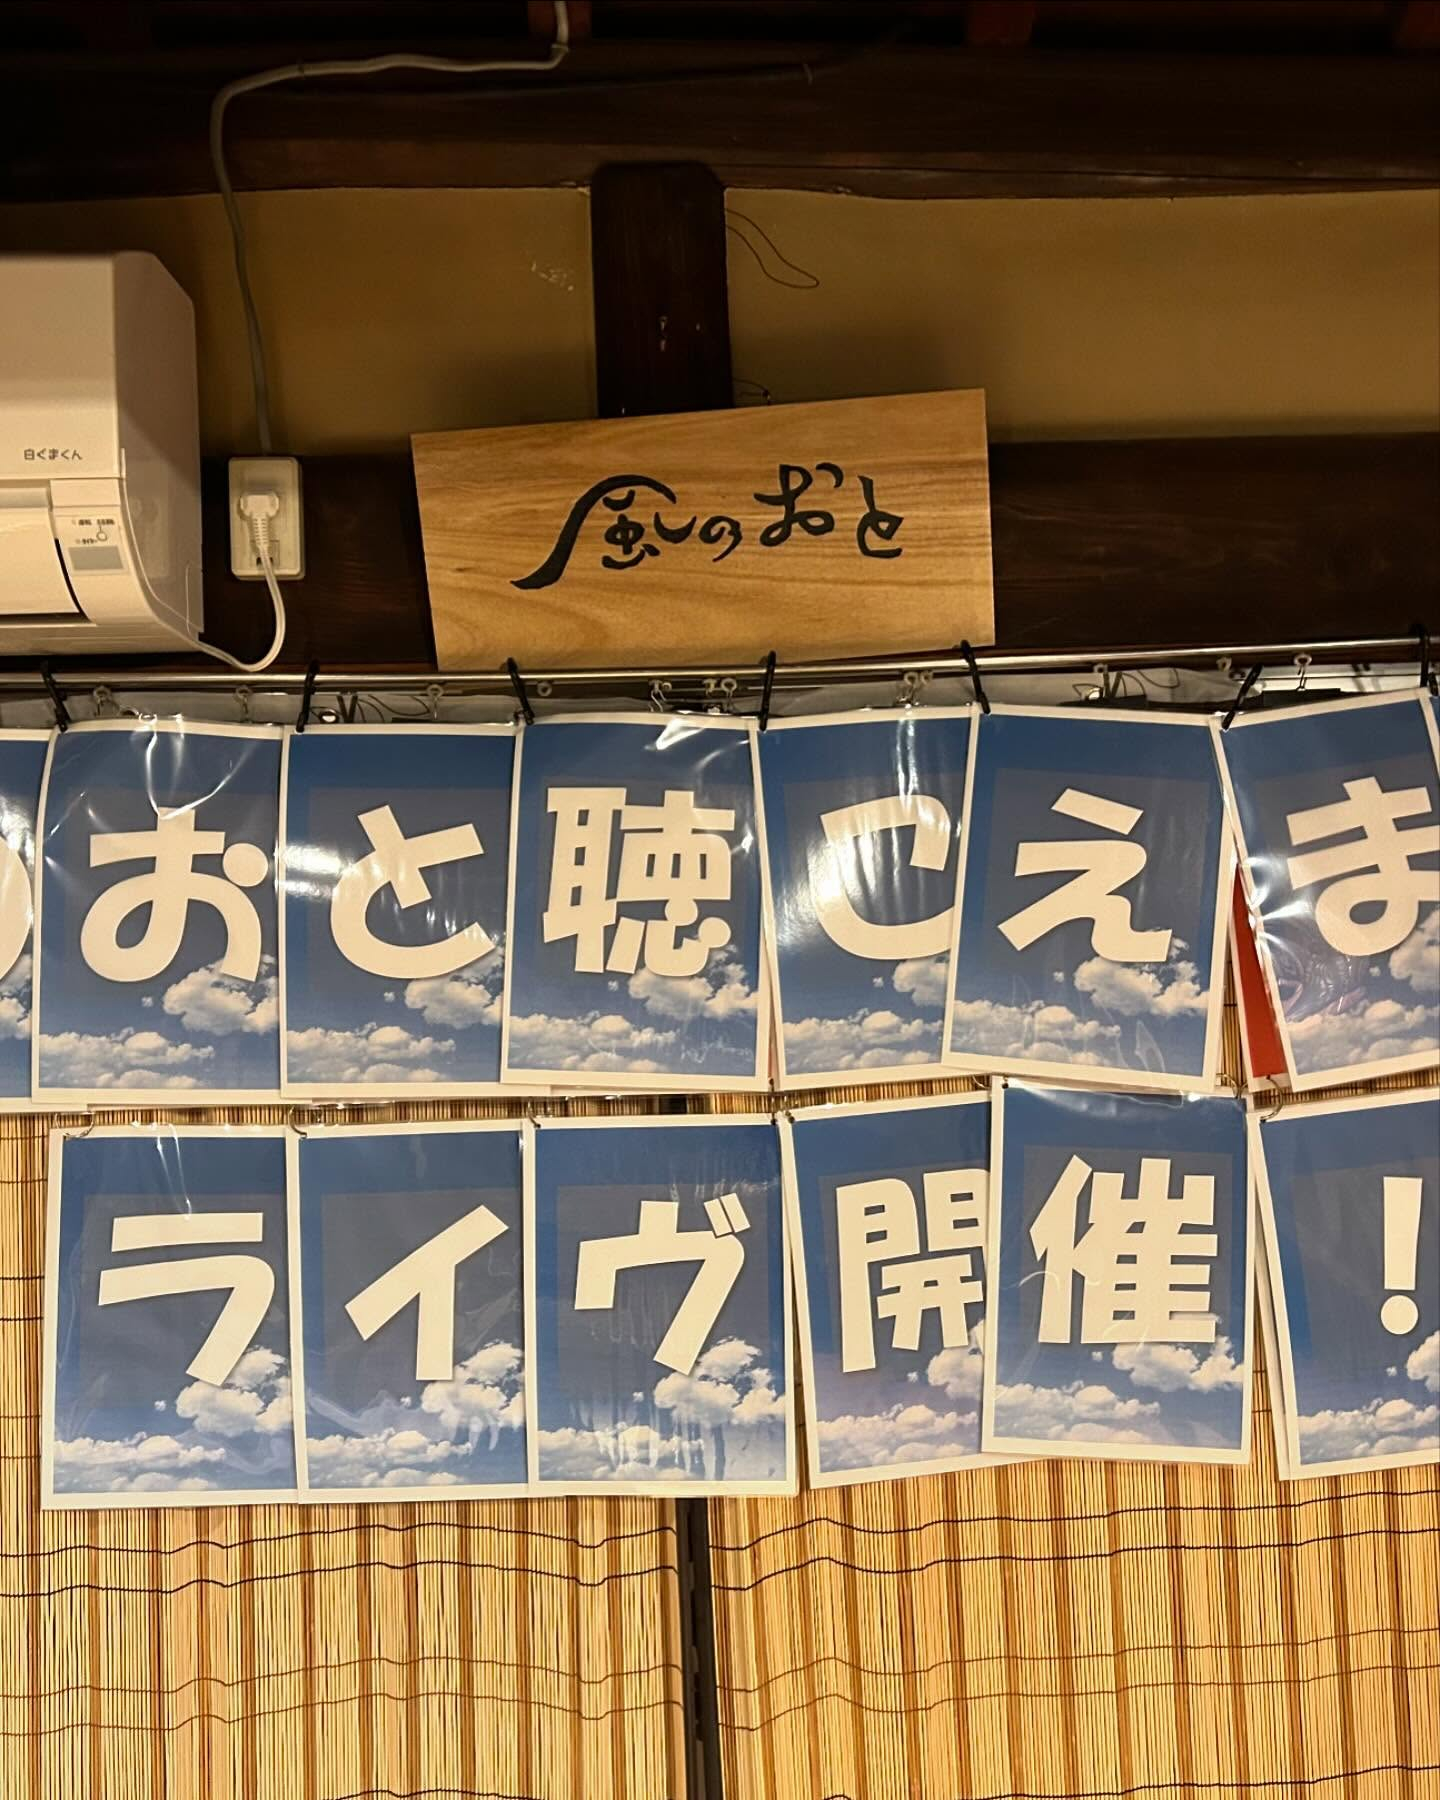 白くまくん
風のおと
のおと聴こえま
ライヴ開催!